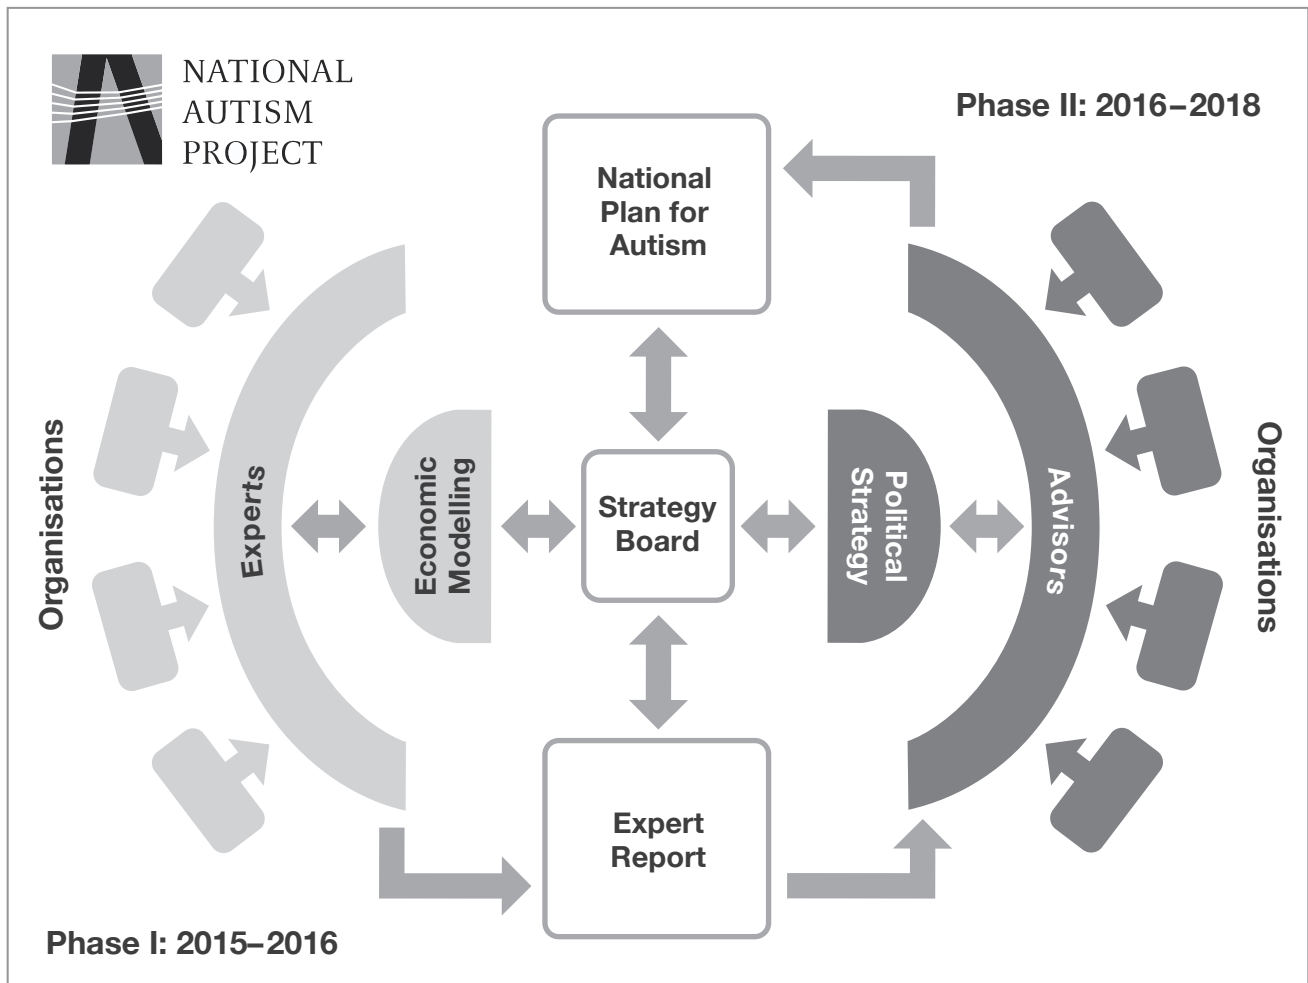 NATIONAL
AUTISM
PROJECT
Phase II: 2016–2018
National
Plan for
Autism
Organisations
Experts
Economic
Modelling
Strategy
Board
Political
Strategy
Advisors
Organisations
Expert
Report
Phase I: 2015–2016